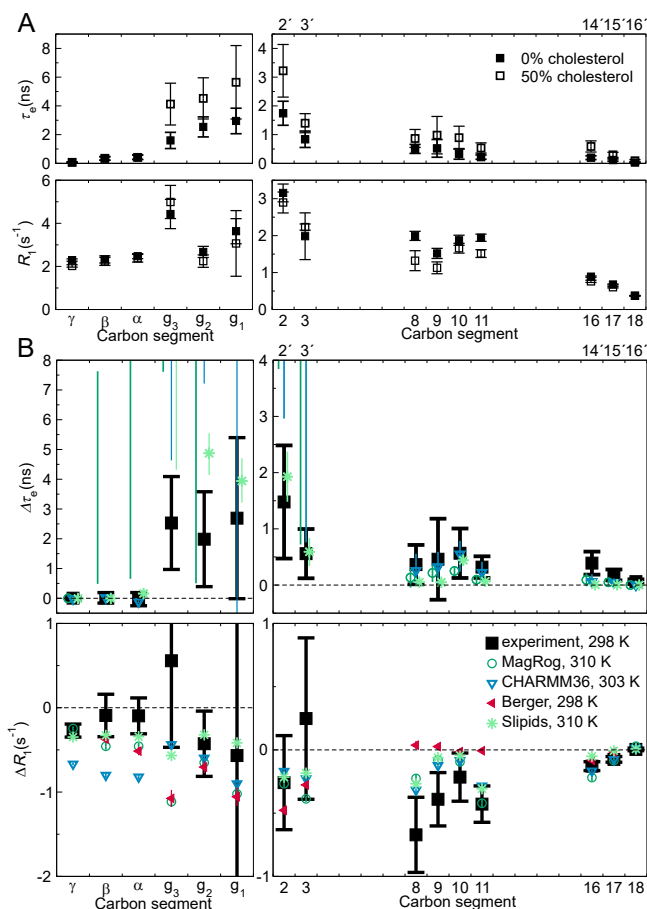 A
2´ 3´ 14´ 15´ 16´
8
6
4
2
0
τe(ns)
4
3
2
1
0
0% cholesterol
50% cholesterol
6
4
2
0
R1(s-1)
3
2
1
0
γ β α g3 g2 g1
Carbon segment
2 3 8 9 10 11 16 17 18
Carbon segment
B
2´ 3´ 14´ 15´ 16´
8
7
6
5
4
3
2
1
0
Δτe(ns)
4
3
2
1
0
1
0
-1
-2
ΔR1(s-1)
1
0
-1
experiment, 298 K
MagRog, 310 K
CHARMM36, 303 K
Berger, 298 K
Slipids, 310 K
γ β α g3 g2 g1
Carbon segment
2 3 8 9 10 11 16 17 18
Carbon segment